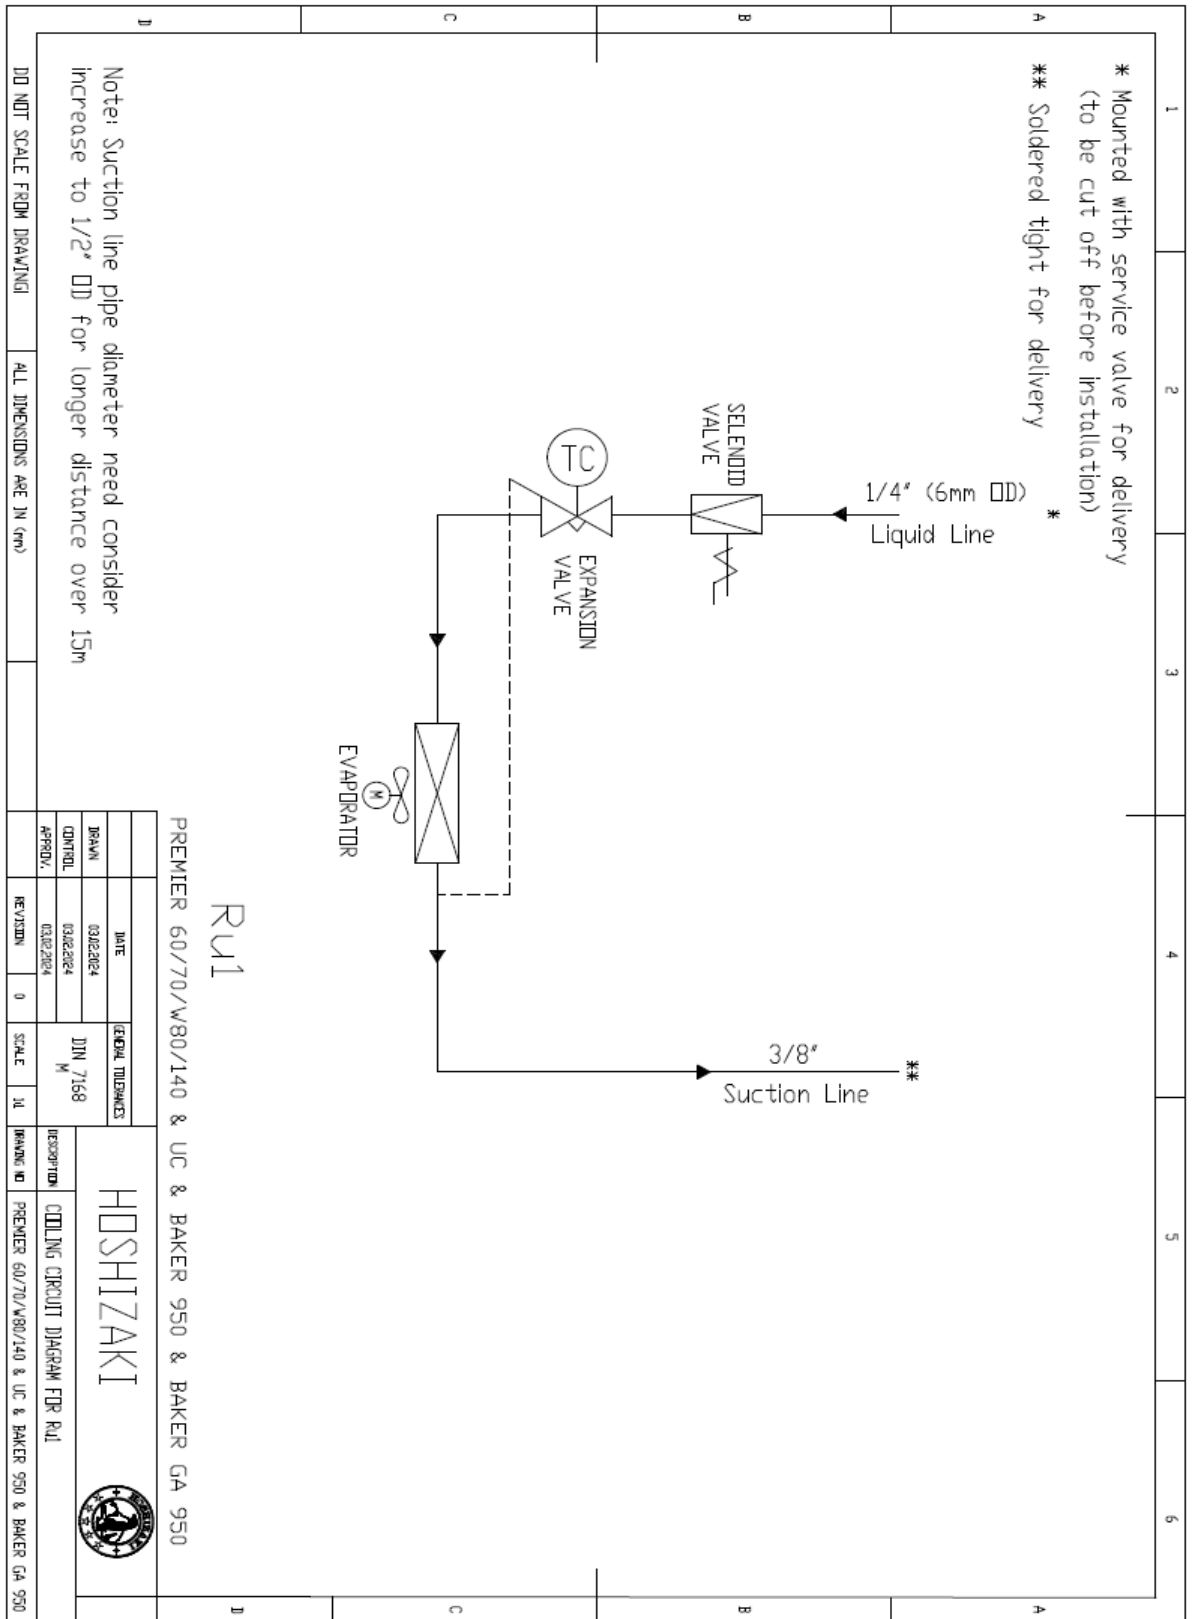 1
2
3
4
5
6
A
B
C
D
A
B
C
D
* Mounted with service valve for delivery
(to be cut off before installation)
** Soldered tight for delivery
1/4" (6mm OD)
*
Liquid Line
SELENOID
VALVE
TC
EXPANSION
VALVE
EVAPORATOR
M
3/8"
**
Suction Line
Note: Suction line pipe diameter need consider
increase to 1/2" OD for longer distance over 15m
Ru1
PREMIER 60/70/W80/140 & UC & BAKER 950 & BAKER GA 950
DATE
GENERAL TOLERANCES
DRAWN 03.02.2024
CONTROL 03.02.2024
APPROV. 03.02.2024
DIN 7168
M
HOSHIZAKI
HOSHIZAKI
DESCRIPTION COOLING CIRCUIT DIAGRAM FOR Ru1
DO NOT SCALE FROM DRAWING!
ALL DIMENSIONS ARE IN (mm)
REVISION 0
SCALE 1:1
DRAWING NO PREMIER 60/70/W80/140 & UC & BAKER 950 & BAKER GA 950